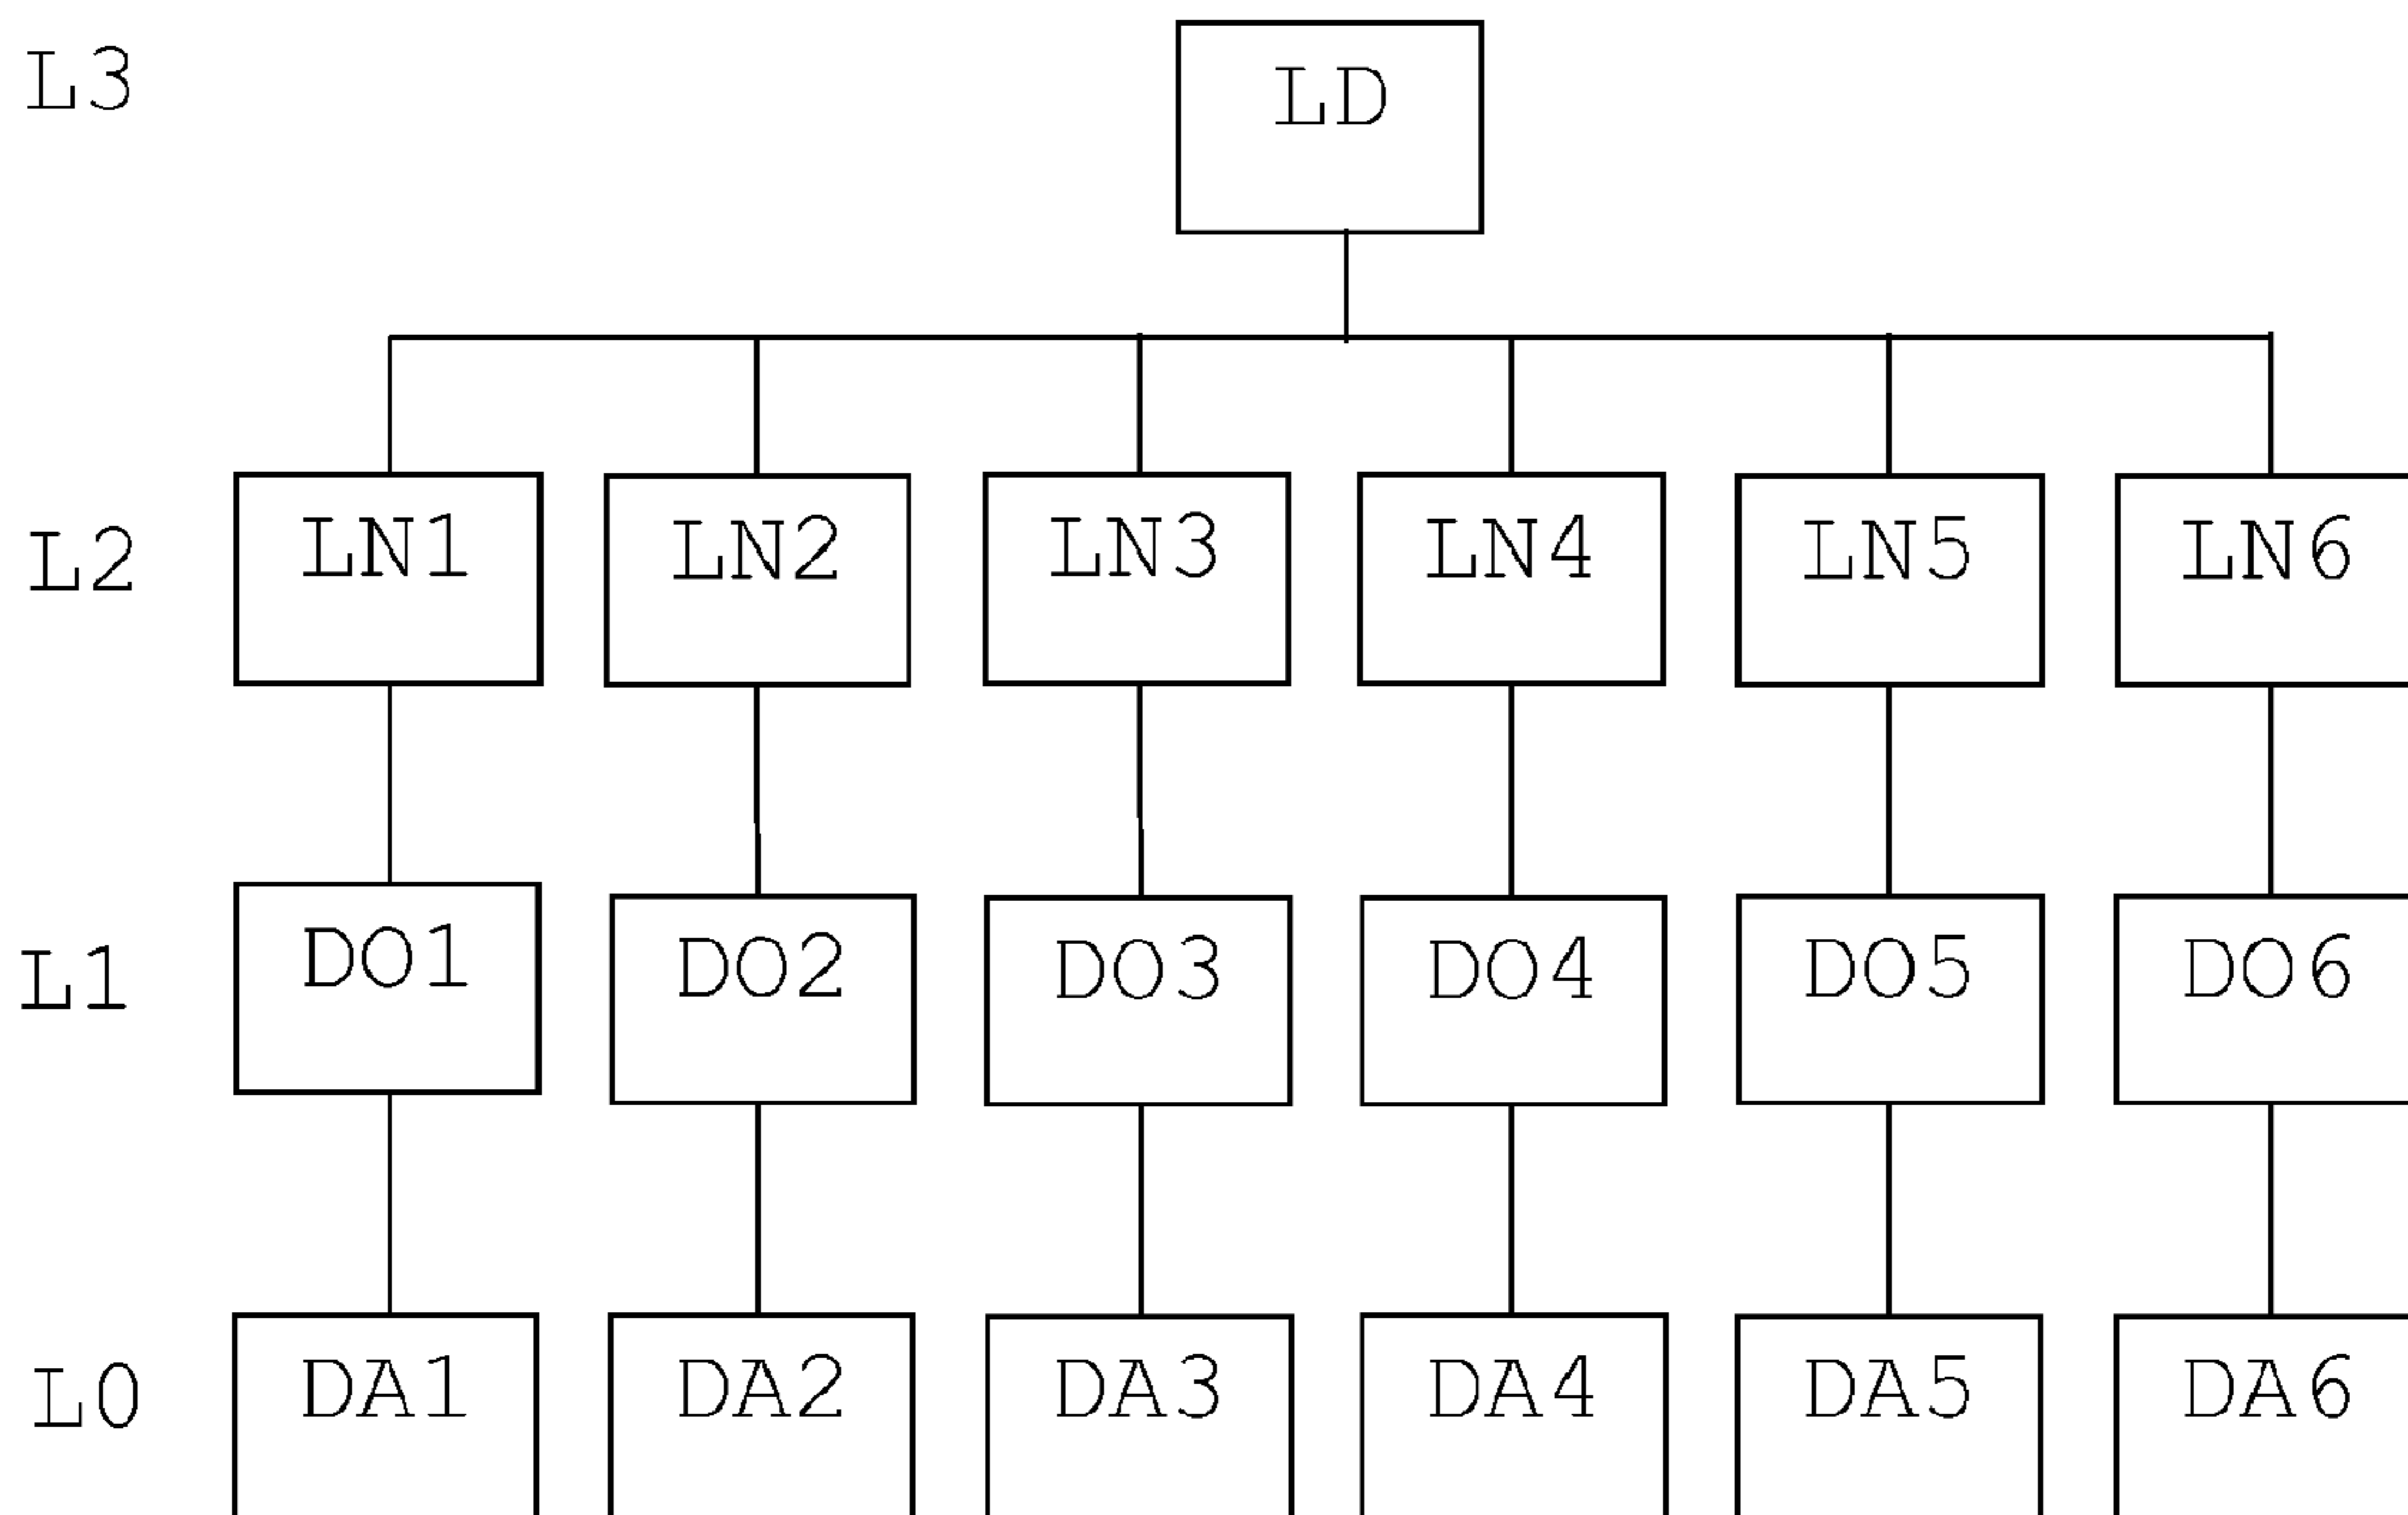 L3 LD
L2 LN1 LN2 LN3 LN4 LN5 LN6
L1 DO1 DO2 DO3 DO4 DO5 DO6
L0 DA1 DA2 DA3 DA4 DA5 DA6